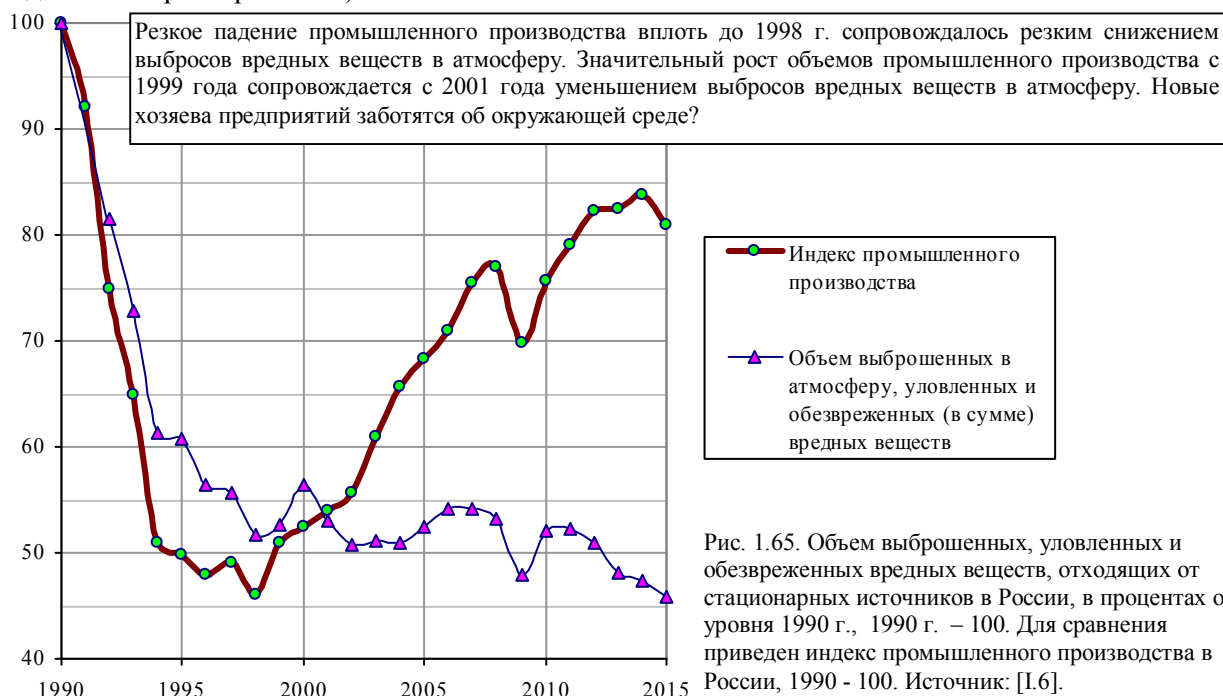 100
Резкое падение промышленного производства вплоть до 1998 г. сопровождалось резким снижением
выбросов вредных веществ в атмосферу. Значительный рост объемов промышленного производства с
1999 года сопровождается с 2001 года уменьшением выбросов вредных веществ в атмосферу. Новые
хозяева предприятий заботятся об окружающей среде?
90
80
70
60
50
40
1990
1995
2000
2005
2010
2015
Индекс промышленного
производства
Объем выброшенных в
атмосферу, уловленных и
обезвреженных (в сумме)
вредных веществ
Рис. 1.65. Объем выброшенных, уловленных и
обезвреженных вредных веществ, отходящих от
стационарных источников в России, в процентах о
уровня 1990 г., 1990 г. – 100. Для сравнения
приведен индекс промышленного производства в
России, 1990 - 100. Источник: [I.6].